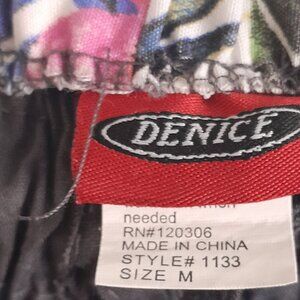 DENICE
needed
RN#120306
MADE IN CHINA
STYLE# 1133
SIZE M